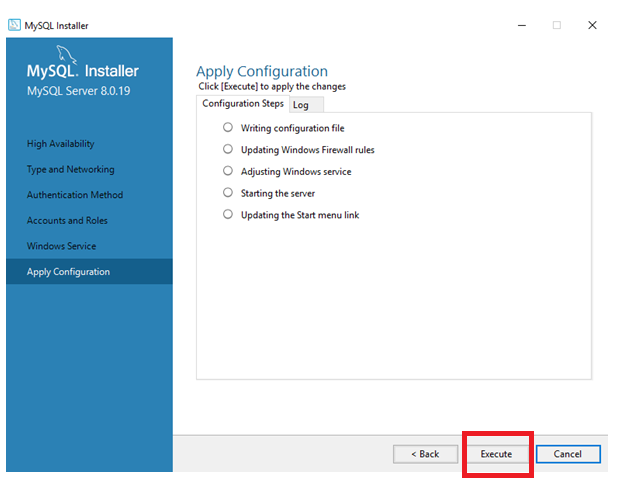 MySQL Installer
MySQL. Installer
MySQL Server 8.0.19
High Availability
Type and Networking
Authentication Method
Accounts and Roles
Windows Service
Apply Configuration
Apply Configuration
Click [Execute] to apply the changes
Configuration Steps Log
Writing configuration file
Updating Windows Firewall rules
Adjusting Windows service
Starting the server
Updating the Start menu link
< Back Execute Cancel